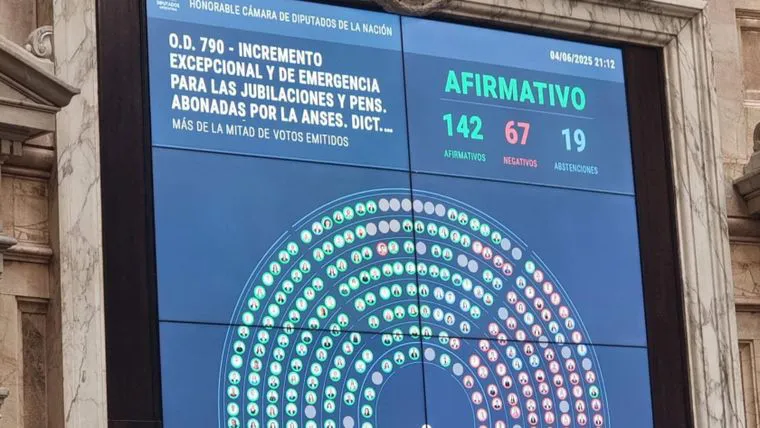 DIPUTADOS
ARGENTINA
HONORABLE CÁMARA DE DIPUTADOS DE LA NACIÓN
04/06/2025 21:12
O.D. 790 - INCREMENTO
EXCEPCIONAL Y DE EMERGENCIA
PARA LAS JUBILACIONES Y PENS.
ABONADAS POR LA ANSES. DICT....
MÁS DE LA MITAD DE VOTOS EMITIDOS
AFIRMATIVO
142 67 19
AFIRMATIVOS NEGATIVOS ABSTENCIONES